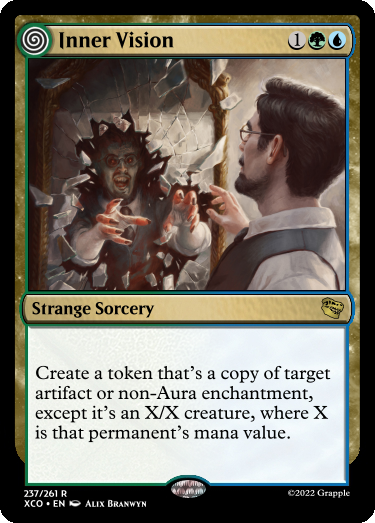 Inner Vision 1
Strange Sorcery
Create a token that's a copy of target
artifact or non-Aura enchantment,
except it's an X/X creature, where X
is that permanent's mana value.
237/261 R
XCO • EN Alix Branwyn
©2022 Grapple